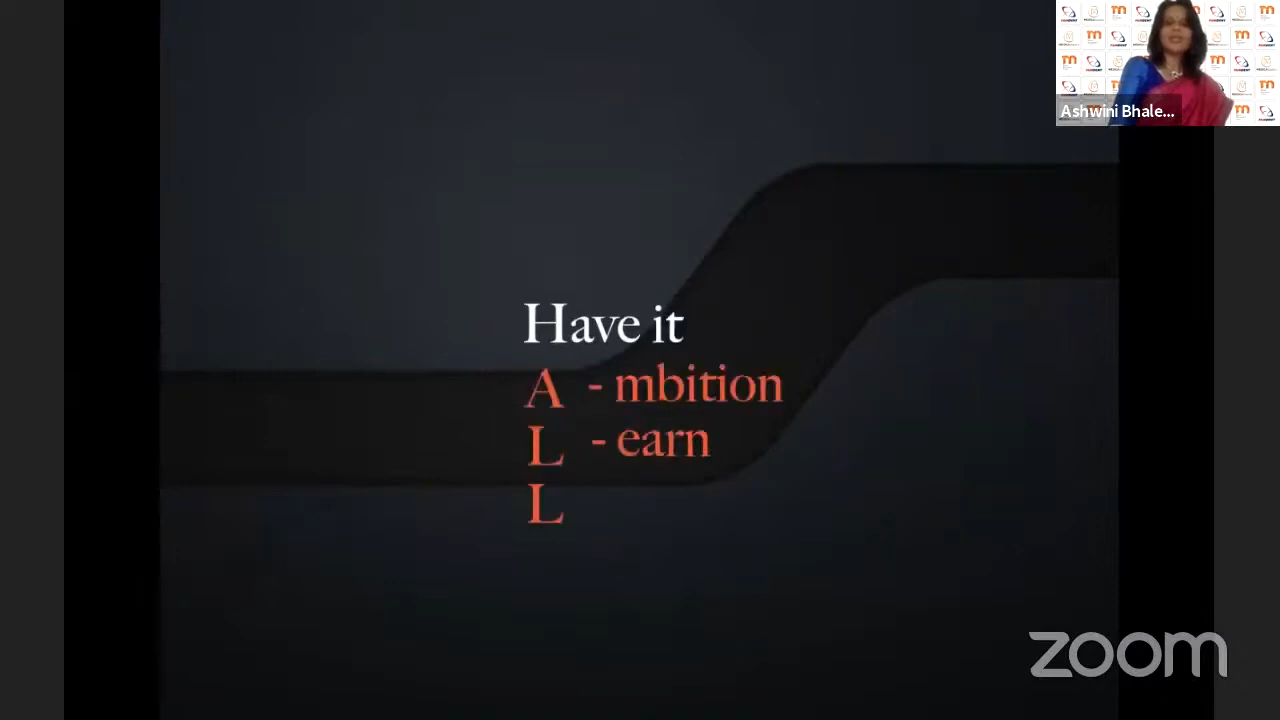 Ashwini Bhale...
Have it
A - mbition
L - earn
L
zoom